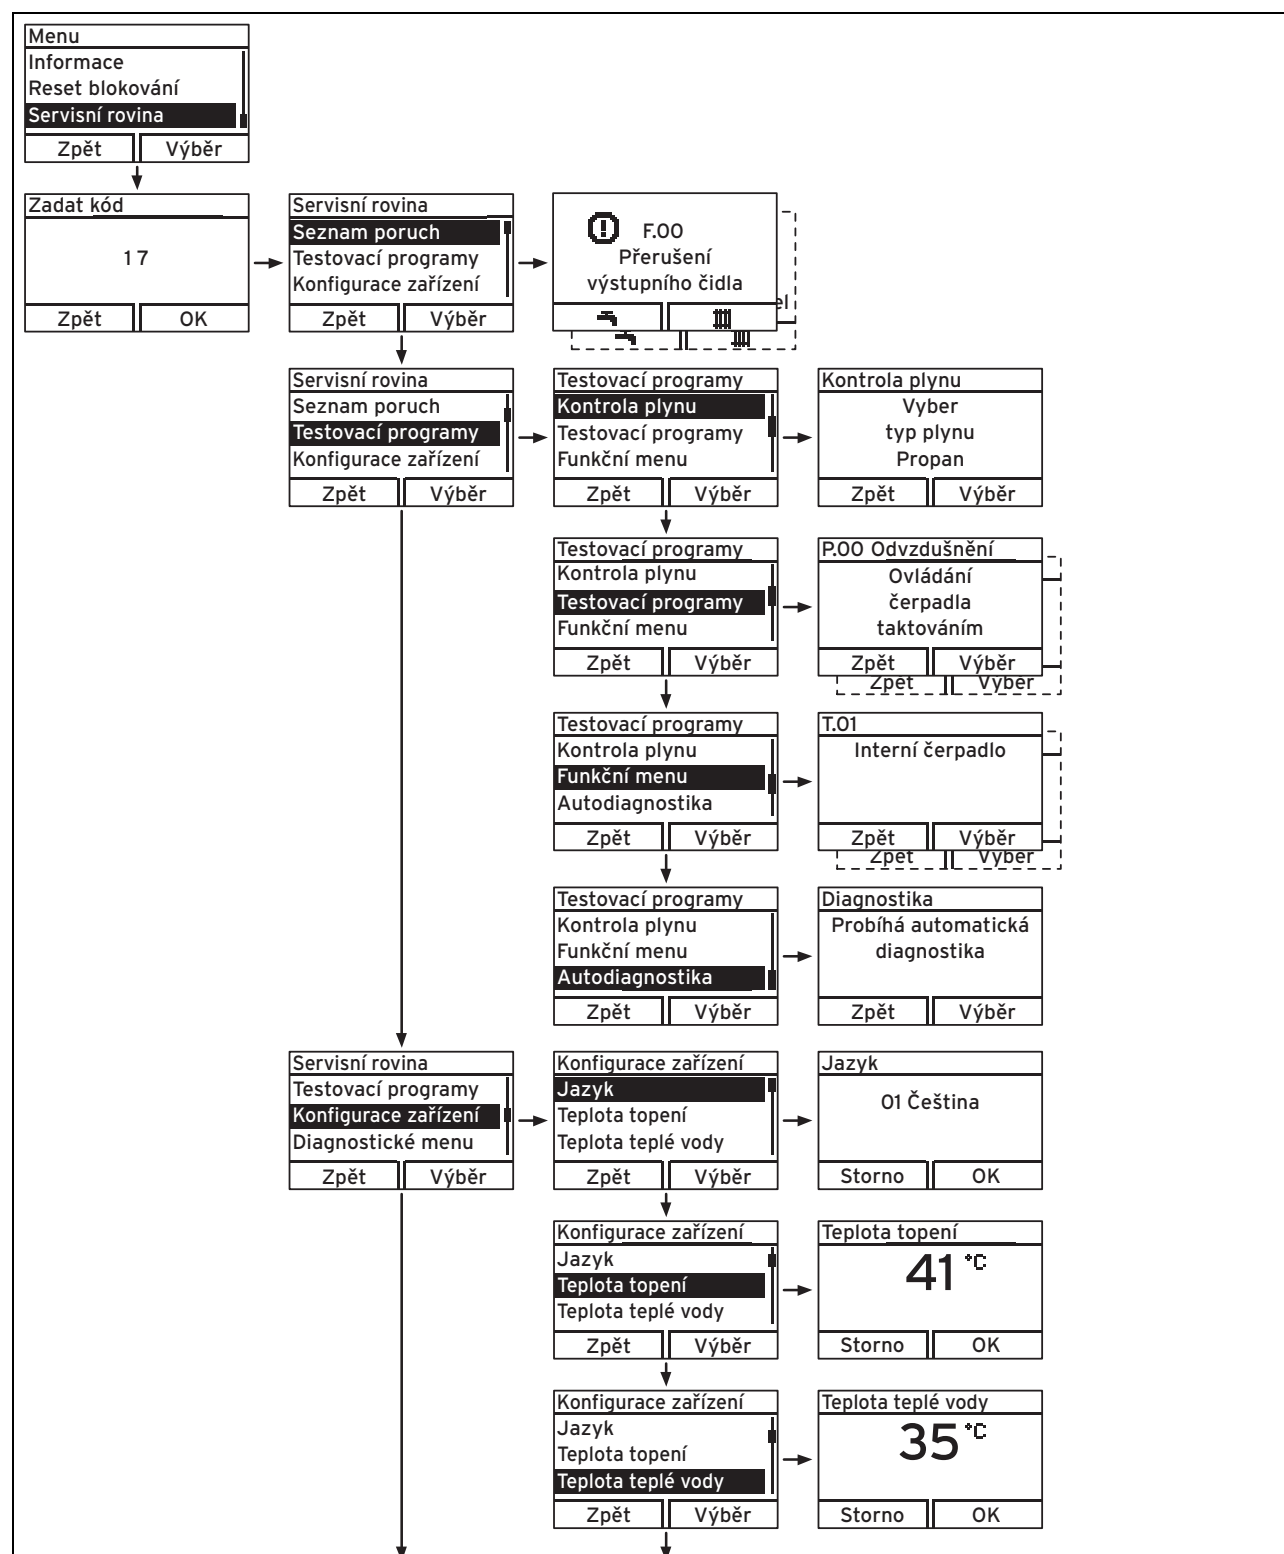 Menu
Informace
Reset blokování
Servisní rovina
Zpět Výběr
Zadat kód
17
Zpět OK
Servisní rovina
Seznam poruch
Testovací programy
Konfigurace zařízení
Zpět Výběr
F.00
Přerušení
výstupního čidla
el
Servisní rovina
Seznam poruch
Testovací programy
Konfigurace zařízení
Zpět Výběr
Testovací programy
Kontrola plynu
Testovací programy
Funkční menu
Zpět Výběr
Kontrola plynu
Vyber
typ plynu
Propan
Zpět Výběr
Testovací programy
Kontrola plynu
Testovací programy
Funkční menu
Zpět Výběr
P.00 Odvzdušnění
Ovládání
čerpadla
taktováním
Zpět Výběr
Zpět Výběr
Testovací programy
Kontrola plynu
Funkční menu
Autodiagnostika
Zpět Výběr
T.01
Interní čerpadlo
Zpět Výběr
Zpět Výběr
Testovací programy
Kontrola plynu
Funkční menu
Autodiagnostika
Zpět Výběr
Diagnostika
Probíhá automatická
diagnostika
Zpět Výběr
Servisní rovina
Testovací programy
Konfigurace zařízení
Diagnostické menu
Zpět Výběr
Konfigurace zařízení
Jazyk
Teplota topení
Teplota teplé vody
Zpět Výběr
Jazyk
01 Čeština
Storno OK
Konfigurace zařízení
Jazyk
Teplota topení
Teplota teplé vody
Zpět Výběr
Teplota topení
41 °C
Storno OK
Konfigurace zařízení
Jazyk
Teplota topení
Teplota teplé vody
Zpět Výběr
Teplota teplé vody
35 °C
Storno OK